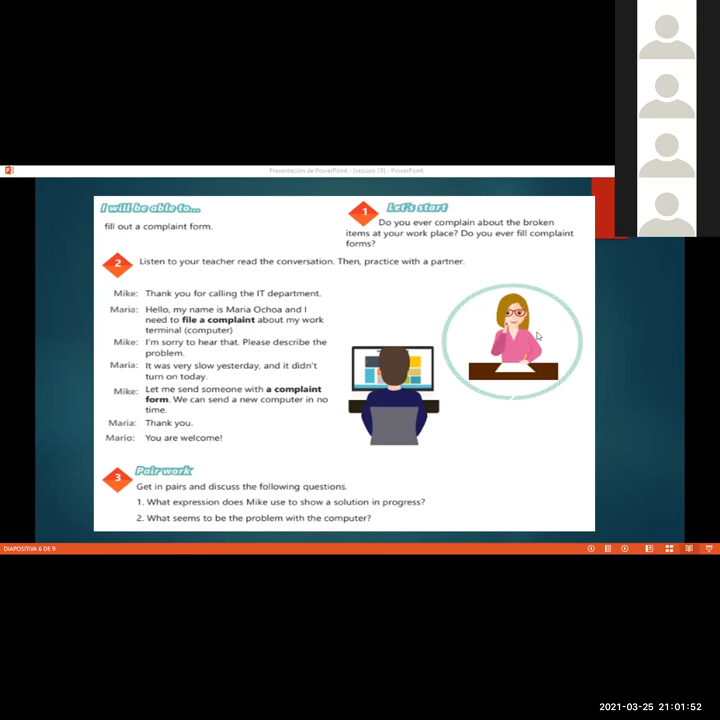 Presentación de PowerPoint - [session 19] - PowerPoint
I will be able to...
fill out a complaint form.
1
Let's start
Do you ever complain about the broken
items at your work place? Do you ever fill complaint
forms?
2
Listen to your teacher read the conversation. Then, practice with a partner.
Mike: Thank you for calling the IT department.
Maria: Hello, my name is Maria Ochoa and I
need to file a complaint about my work
terminal (computer)
Mike: I'm sorry to hear that. Please describe the
problem.
Maria: It was very slow yesterday, and it didn't
turn on today.
Mike: Let me send someone with a complaint
form. We can send a new computer in no
time.
Maria: Thank you.
Mario: You are welcome!
3
Pair work
Get in pairs and discuss the following questions.
1. What expression does Mike use to show a solution in progress?
2. What seems to be the problem with the computer?
DIAPOSITIVA 6 DE 9
2021-03-25 21:01:52